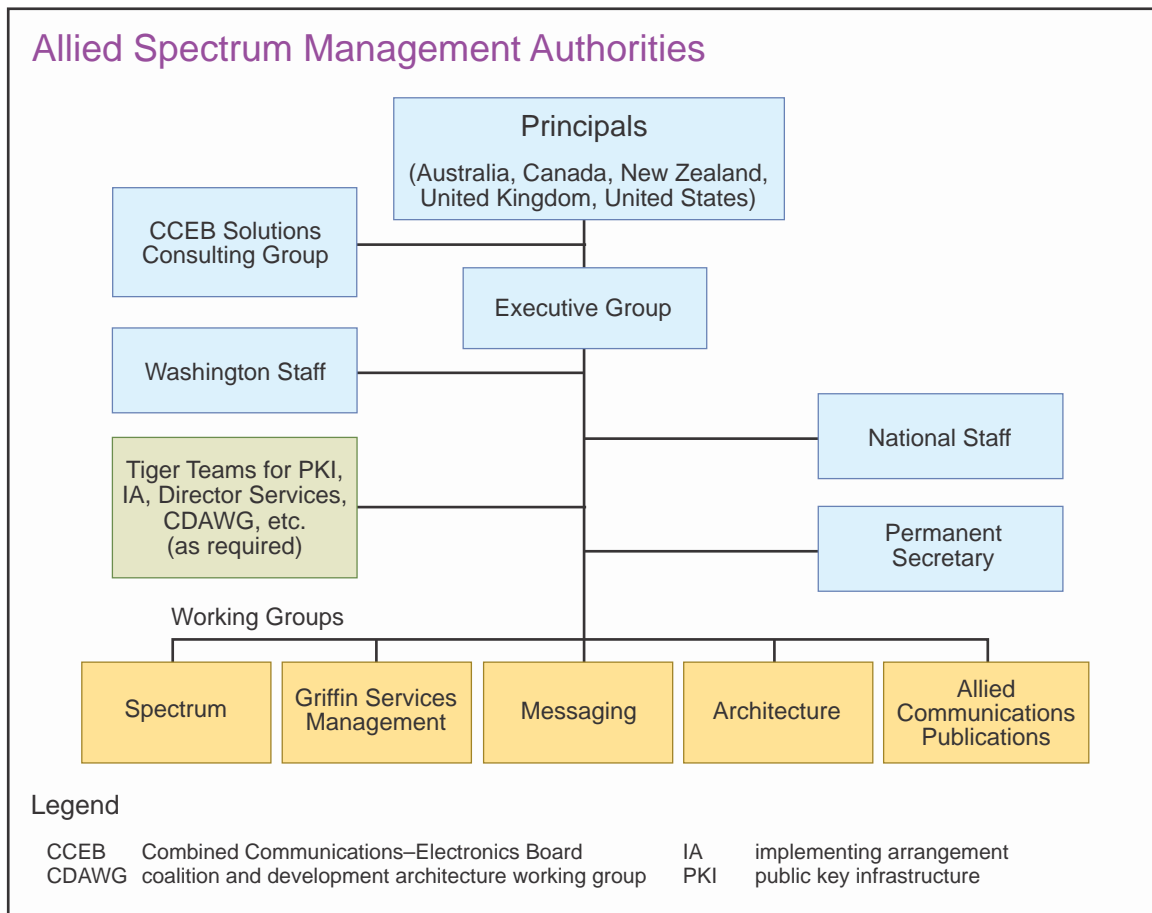 Allied Spectrum Management Authorities
Principals
(Australia, Canada, New Zealand,
United Kingdom, United States)
CCEB Solutions
Consulting Group
Executive Group
Washington Staff
National Staff
Tiger Teams for PKI,
IA, Director Services,
CDAWG, etc.
(as required)
Permanent
Secretary
Working Groups
Spectrum
Griffin Services
Management
Messaging
Architecture
Allied
Communications
Publications
Legend
CCEB Combined Communications–Electronics Board
CDAWG coalition and development architecture working group
IA implementing arrangement
PKI public key infrastructure